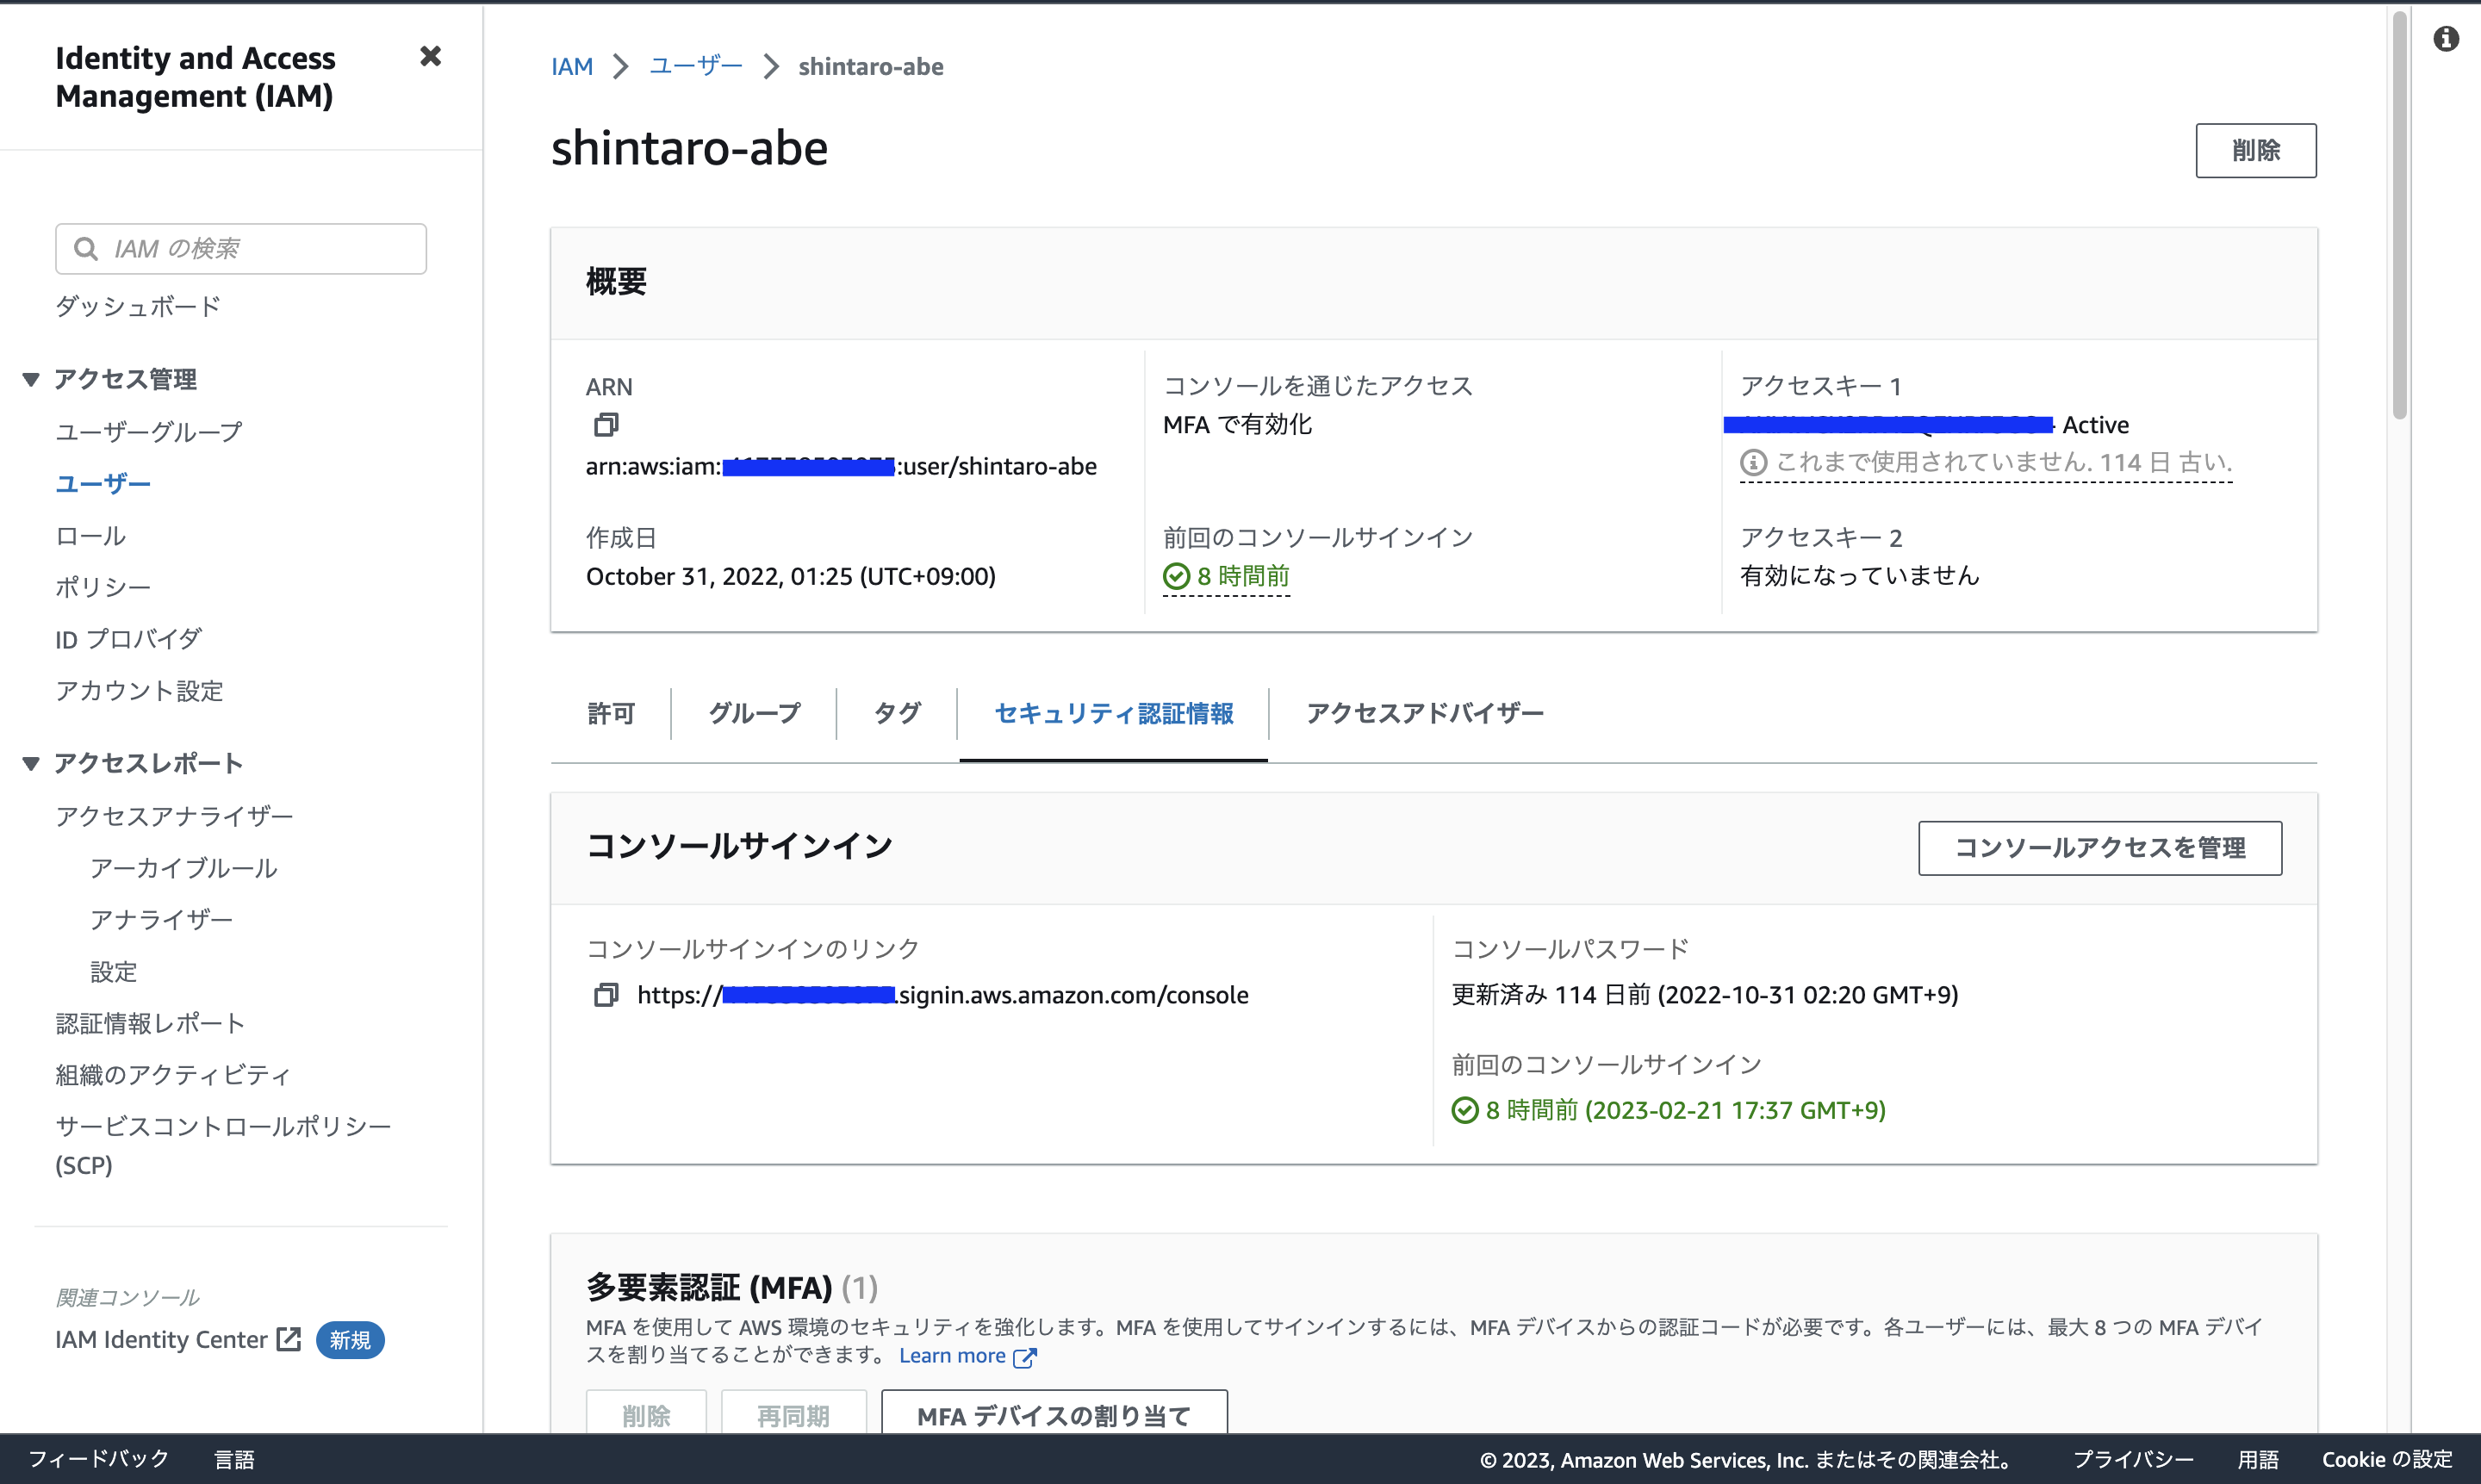 Identity and Access
Management (IAM)
IAM の検索
ダッシュボード
アクセス管理
ユーザーグループ
ユーザー
ロール
ポリシー
ID プロバイダ
アカウント設定
アクセスレポート
アクセスアナライザー
アーカイブルール
アナライザー
設定
認証情報レポート
組織のアクティビティ
サービスコントロールポリシー
(SCP)
関連コンソール
IAM Identity Center 新規
IAM ユーザー shintaro-abe
shintaro-abe
削除
概要
ARN
arn:aws:iam: :user/shintaro-abe
作成日
October 31, 2022, 01:25 (UTC+09:00)
コンソールを通じたアクセス
MFA で有効化
前回のコンソールサインイン
8 時間前
アクセスキー 1
- Active
これまで使用されていません. 114 日 古い.
アクセスキー 2
有効になっていません
許可 グループ タグ セキュリティ認証情報 アクセスアドバイザー
コンソールサインイン
コンソールアクセスを管理
コンソールサインインのリンク
https:// .signin.aws.amazon.com/console
コンソールパスワード
更新済み 114 日前 (2022-10-31 02:20 GMT+9)
前回のコンソールサインイン
8 時間前 (2023-02-21 17:37 GMT+9)
多要素認証 (MFA) (1)
MFA を使用して AWS 環境のセキュリティを強化します。MFA を使用してサインインするには、MFA デバイスからの認証コードが必要です。各ユーザーには、最大 8 つの MFA デバイ
スを割り当てることができます。 Learn more
削除 再同期 MFA デバイスの割り当て
フィードバック 言語 © 2023, Amazon Web Services, Inc. またはその関連会社。 プライバシー 用語 Cookie の設定